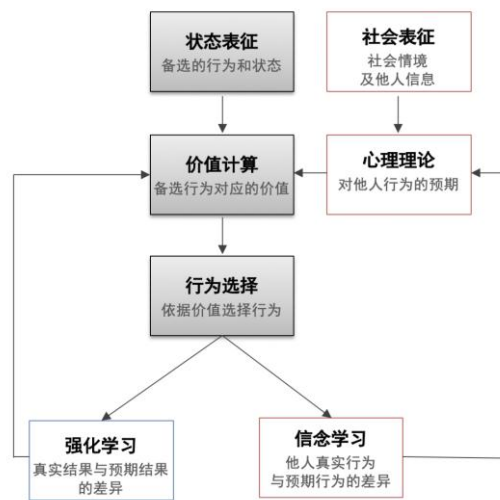 状态表征
备选的行为和状态
社会表征
社会情境
及他人信息
价值计算
备选行为对应的价值
心理理论
对他人行为的预期
行为选择
依据价值选择行为
强化学习
真实结果与预期结果
的差异
信念学习
他人真实行为
与预期行为的差异